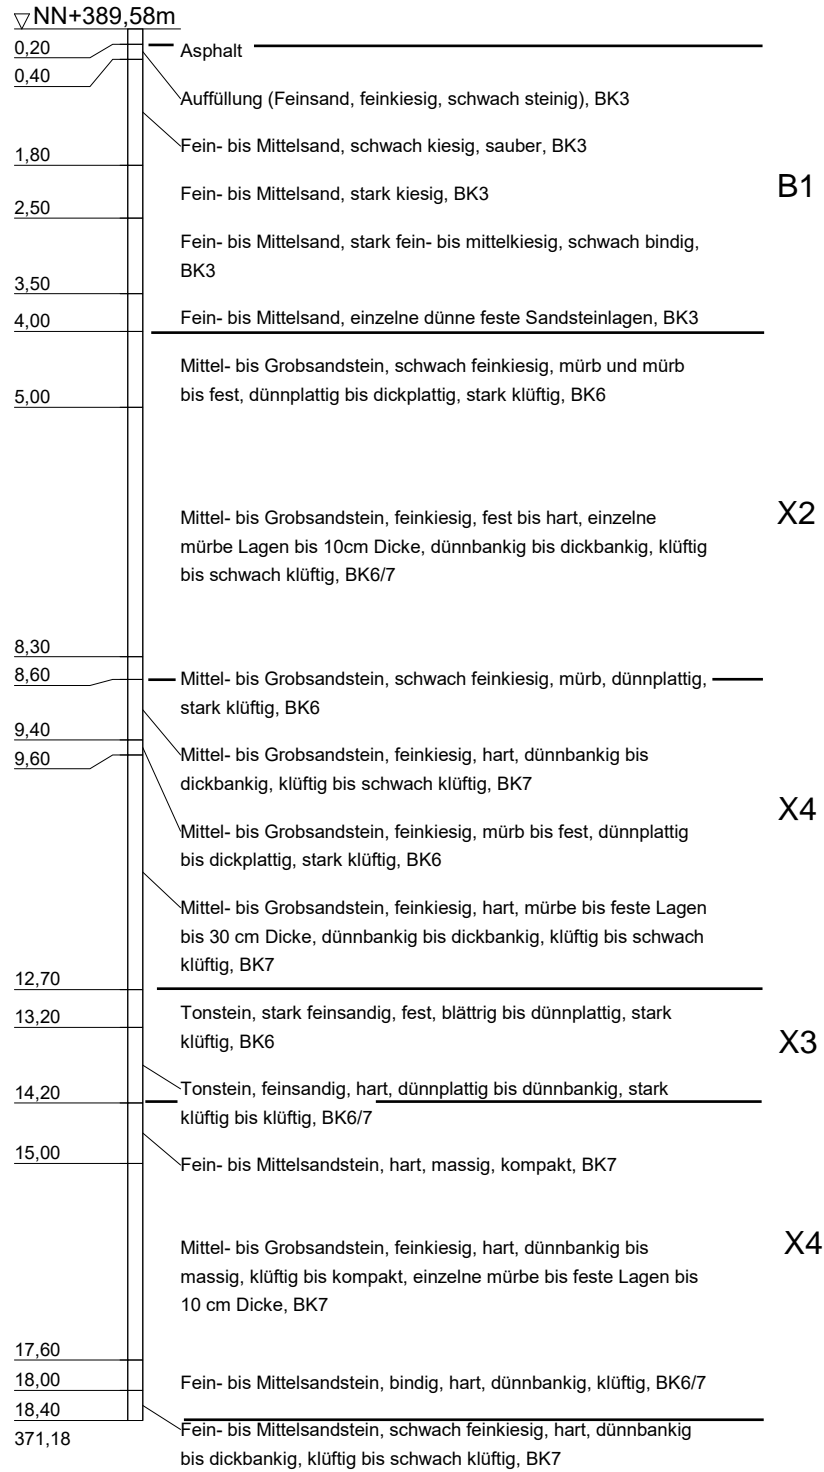 NN+389,58m
0,20
Asphalt
0,40
Auffüllung (Feinsand, feinkiesig, schwach steinig), BK3
Fein- bis Mittelsand, schwach kiesig, sauber, BK3
1,80
B1
Fein- bis Mittelsand, stark kiesig, BK3
2,50
Fein- bis Mittelsand, stark fein- bis mittelkiesig, schwach bindig,
BK3
3,50
Fein- bis Mittelsand, einzelne dünne feste Sandsteinlagen, BK3
4,00
Mittel- bis Grobsandstein, schwach feinkiesig, mürb und mürb
bis fest, dünnplattig bis dickplattig, stark klüftig, BK6
5,00
X2
Mittel- bis Grobsandstein, feinkiesig, fest bis hart, einzelne
mürbe Lagen bis 10cm Dicke, dünnbankig bis dickbankig, klüftig
bis schwach klüftig, BK6/7
8,30
8,60
Mittel- bis Grobsandstein, schwach feinkiesig, mürb, dünnplattig,
stark klüftig, BK6
9,40
9,60
Mittel- bis Grobsandstein, feinkiesig, hart, dünnbankig bis
dickbankig, klüftig bis schwach klüftig, BK7
X4
Mittel- bis Grobsandstein, feinkiesig, mürb bis fest, dünnplattig
bis dickplattig, stark klüftig, BK6
Mittel- bis Grobsandstein, feinkiesig, hart, mürbe bis feste Lagen
bis 30 cm Dicke, dünnbankig bis dickbankig, klüftig bis schwach
klüftig, BK7
12,70
13,20
Tonstein, stark feinsandig, fest, blättrig bis dünnplattig, stark
klüftig, BK6
X3
Tonstein, feinsandig, hart, dünnplattig bis dünnbankig, stark
klüftig bis klüftig, BK6/7
14,20
15,00
Fein- bis Mittelsandstein, hart, massig, kompakt, BK7
X4
Mittel- bis Grobsandstein, feinkiesig, hart, dünnbankig bis
massig, klüftig bis kompakt, einzelne mürbe bis feste Lagen bis
10 cm Dicke, BK7
17,60
18,00
Fein- bis Mittelsandstein, bindig, hart, dünnbankig, klüftig, BK6/7
18,40
371,18
Fein- bis Mittelsandstein, schwach feinkiesig, hart, dünnbankig
bis dickbankig, klüftig bis schwach klüftig, BK7